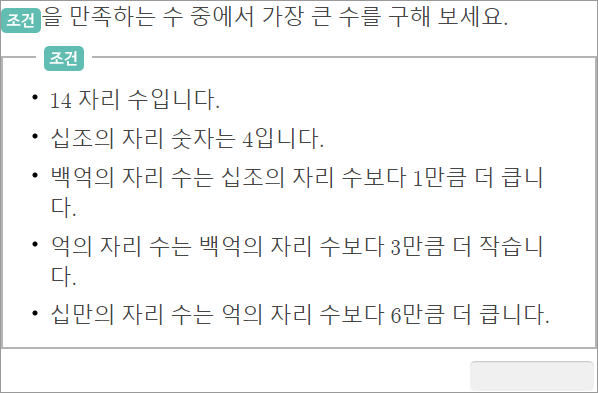 조건을 만족하는 수 중에서 가장 큰 수를 구해 보세요.
조건
• 14 자리 수입니다.
• 십조의 자리 숫자는 4입니다.
• 백억의 자리 수는 십조의 자리 수보다 1만큼 더 큽니
다.
• 억의 자리 수는 백억의 자리 수보다 3만큼 더 작습니
다.
• 십만의 자리 수는 억의 자리 수보다 6만큼 더 큽니다.